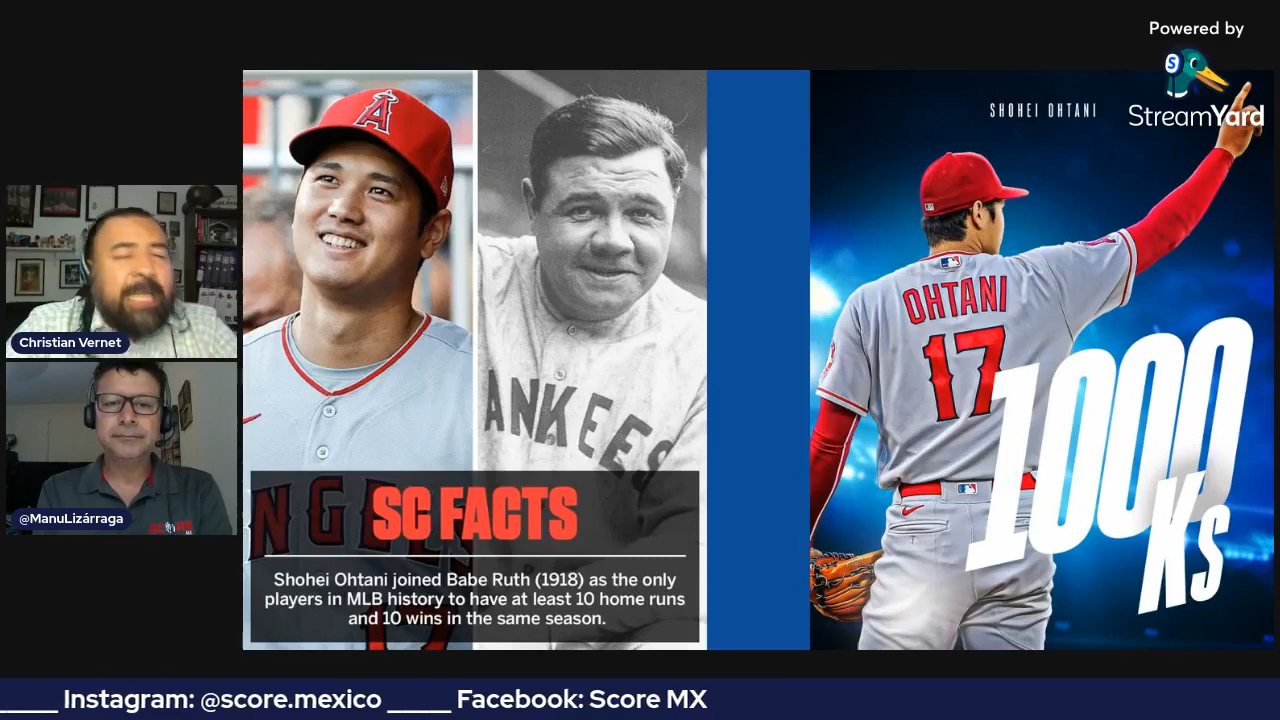 Powered by
StreamYard
SHOHEI OHTANI
A
Christian Vernet
@ManuLizárraga
ANKEES
NGEL
SC FACTS
Shohei Ohtani joined Babe Ruth (1918) as the only
players in MLB history to have at least 10 home runs
and 10 wins in the same season.
OHTANI
17
1000
Ks
_____ Instagram: @score.mexico _____ Facebook: Score MX